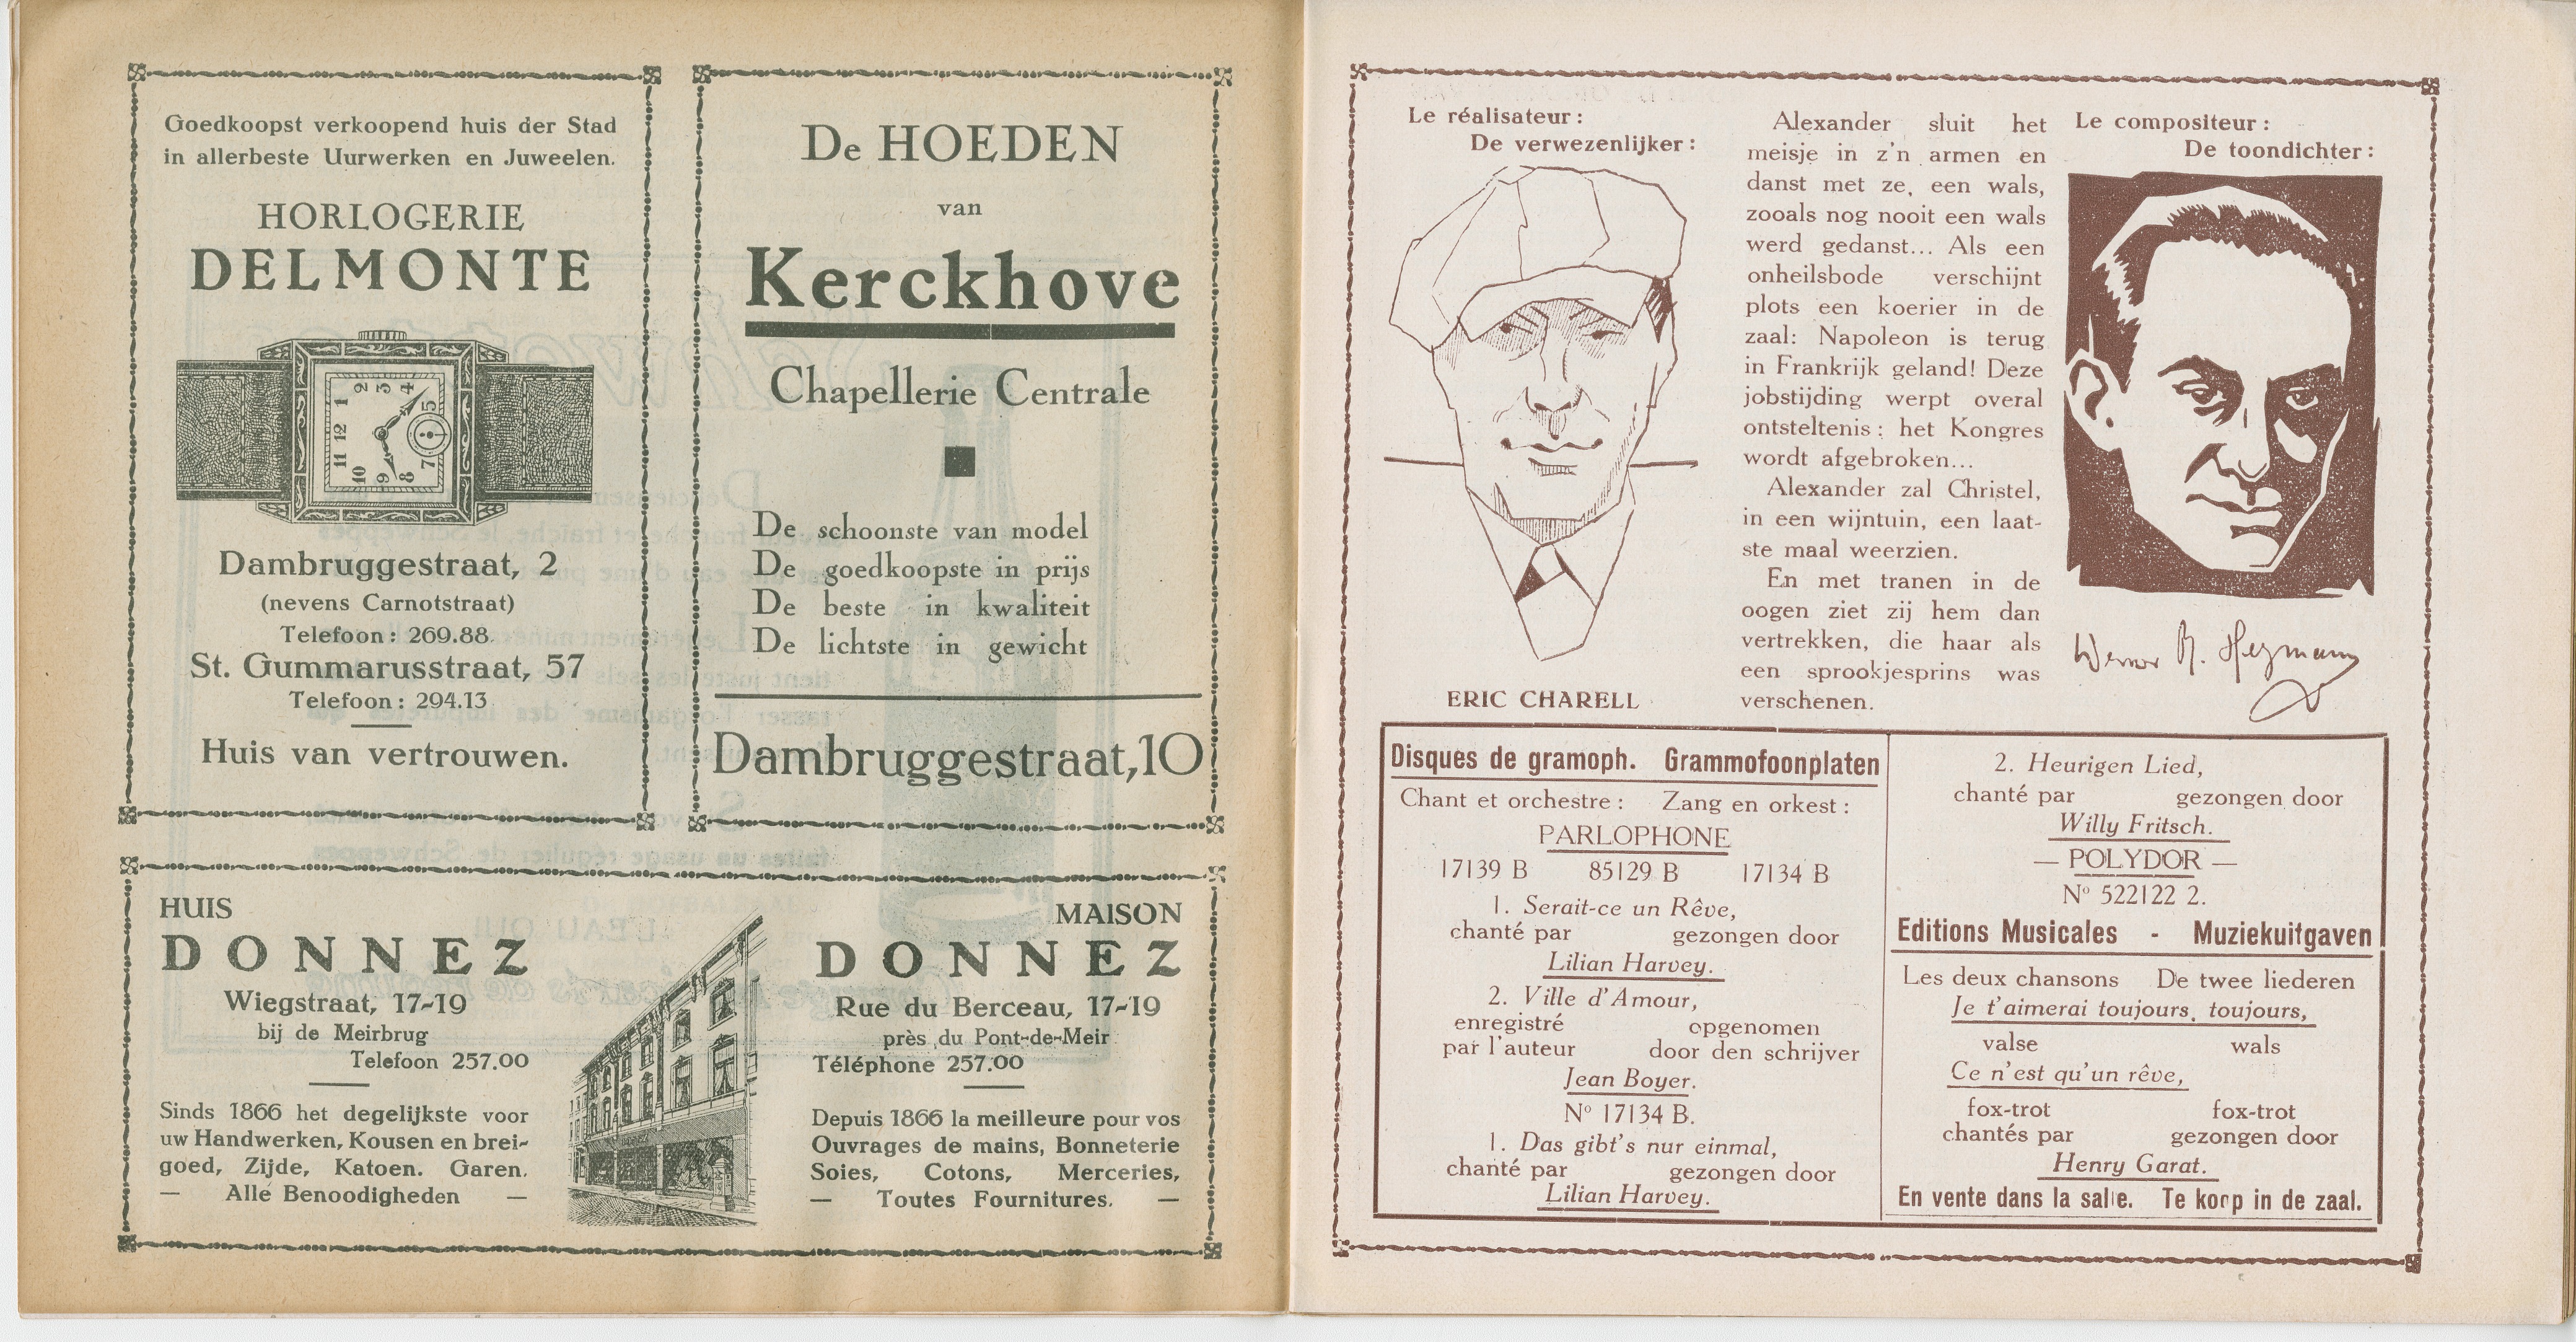 Goedkoopst verkoopend huis der Stad
in allerbeste Uurwerken en Juweelen.
HORLOGERIE
DELMONTE
Dambruggestraat, 2
(nevens Carnotstraat)
Telefoon : 269.88.
St. Gummarusstraat, 57
Telefoon : 294.13
Huis van vertrouwen.
De HOEDEN
van
Kerckhove
Chapellerie Centrale
De schoonste van model
De goedkoopste in prijs
De beste in kwaliteit
De lichtste in gewicht
Dambruggestraat, 10
HUIS
DONNEZ
Wiegstraat, 17-19
bij de Meirbrug
Telefoon 257.00
Sinds 1866 het degelijkste voor
uw Handwerken, Kousen en brei-
goed, Zijde, Katoen. Garen.
— Alle Benoodigheden —
MAISON
DONNEZ
Rue du Berceau, 17-19
près du Pont-de-Meir
Téléphone 257.00
Depuis 1866 la meilleure pour vos
Ouvrages de mains, Bonneterie
Soies, Cotons, Merceries,
— Toutes Fournitures. —
Le réalisateur :
De verwezenlijker :
ERIC CHARELL
Alexander sluit het
meisje in z'n armen en
danst met ze, een wals,
zooals nog nooit een wals
werd gedanst... Als een
onheilsbode verschijnt
plots een koerier in de
zaal: Napoleon is terug
in Frankrijk geland! Deze
jobstijding werpt overal
ontsteltenis : het Kongres
wordt afgebroken...
Alexander zal Christel,
in een wijntuin, een laat-
ste maal weerzien.
En met tranen in de
oogen ziet zij hem dan
vertrekken, die haar als
een sprookjesprins was
verschenen.
Le compositeur :
De toondichter :
Werner R. Heymann
Disques de gramoph. Grammofoonplaten
Chant et orchestre : Zang en orkest :
PARLOPHONE
17139 B 85129 B 17134 B
1. Serait-ce un Rêve,
chanté par gezongen door
Lilian Harvey.
2. Ville d'Amour,
enregistré opgenomen
par l'auteur door den schrijver
Jean Boyer.
Nº 17134 B.
1. Das gibt's nur einmal,
chanté par gezongen door
Lilian Harvey.
2. Heurigen Lied,
chanté par gezongen door
Willy Fritsch.
— POLYDOR —
Nº 522122 2.
Editions Musicales - Muziekuitgaven
Les deux chansons De twee liederen
Je t'aimerai toujours, toujours,
valse wals
Ce n'est qu'un rêve,
fox-trot fox-trot
chantés par gezongen door
Henry Garat.
En vente dans la salle. Te koop in de zaal.